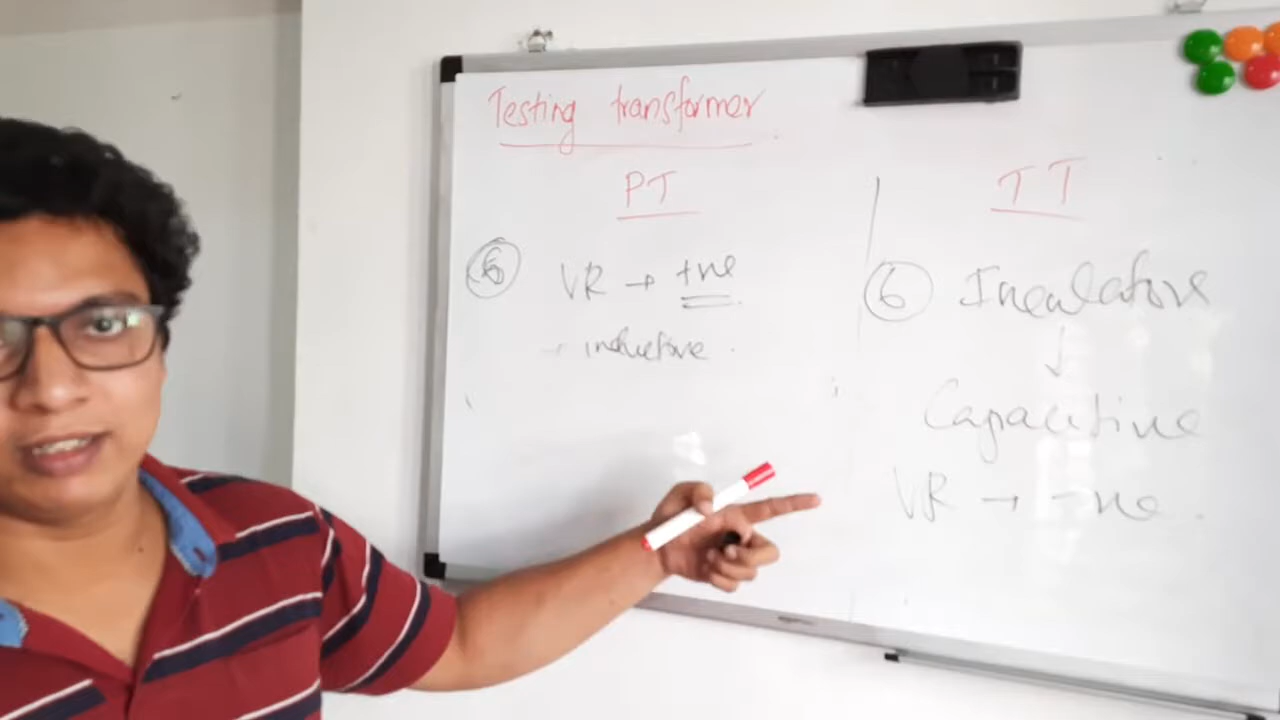 Testing transformer
PT
6 VR → +ve
inductive.
TT
6 Insulators
↓
Capacitive
VR → -ve.